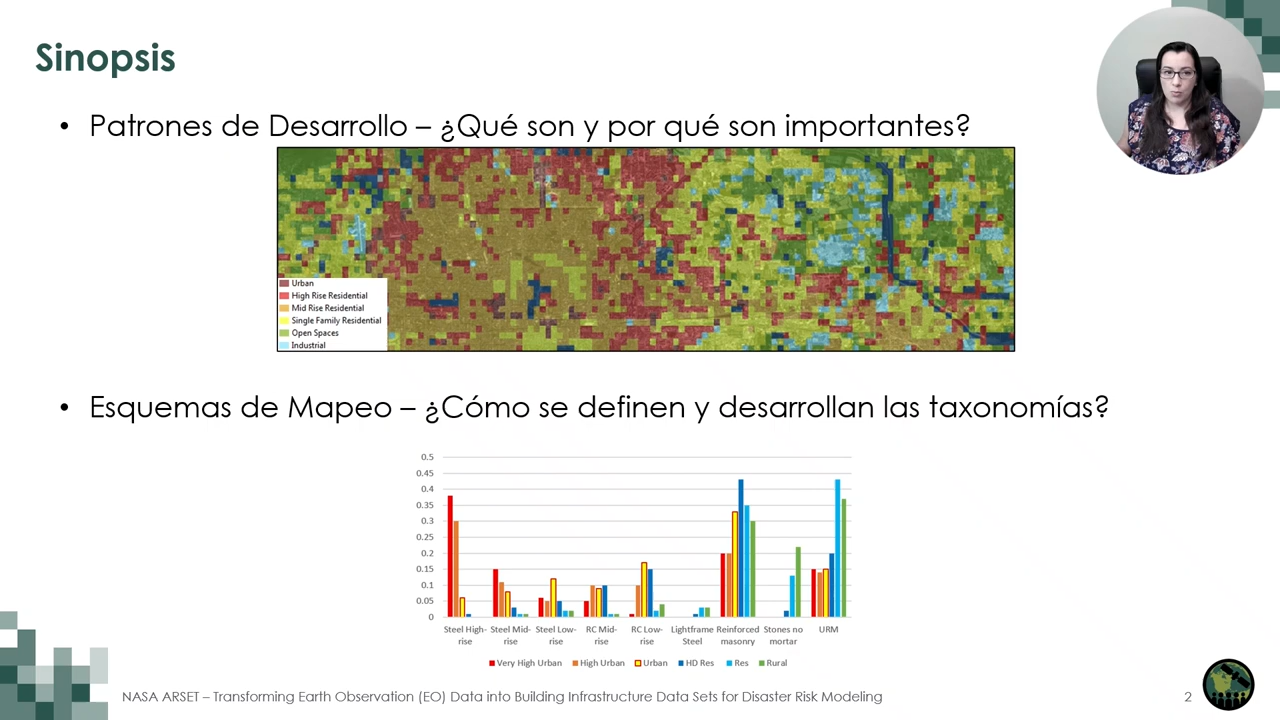 Sinopsis
• Patrones de Desarrollo – ¿Qué son y por qué son importantes?
Urban
High Rise Residential
Mid Rise Residential
Single Family Residential
Open Spaces
Industrial
• Esquemas de Mapeo – ¿Cómo se definen y desarrollan las taxonomías?
0.5
0.45
0.4
0.35
0.3
0.25
0.2
0.15
0.1
0.05
0
Steel High- Steel Mid- Steel Low- RC Mid- RC Low- Lightframe Reinforced Stones no URM
rise rise rise rise rise Steel masonry mortar
Very High Urban High Urban Urban HD Res Res Rural
NASA ARSET – Transforming Earth Observation (EO) Data into Building Infrastructure Data Sets for Disaster Risk Modeling 2